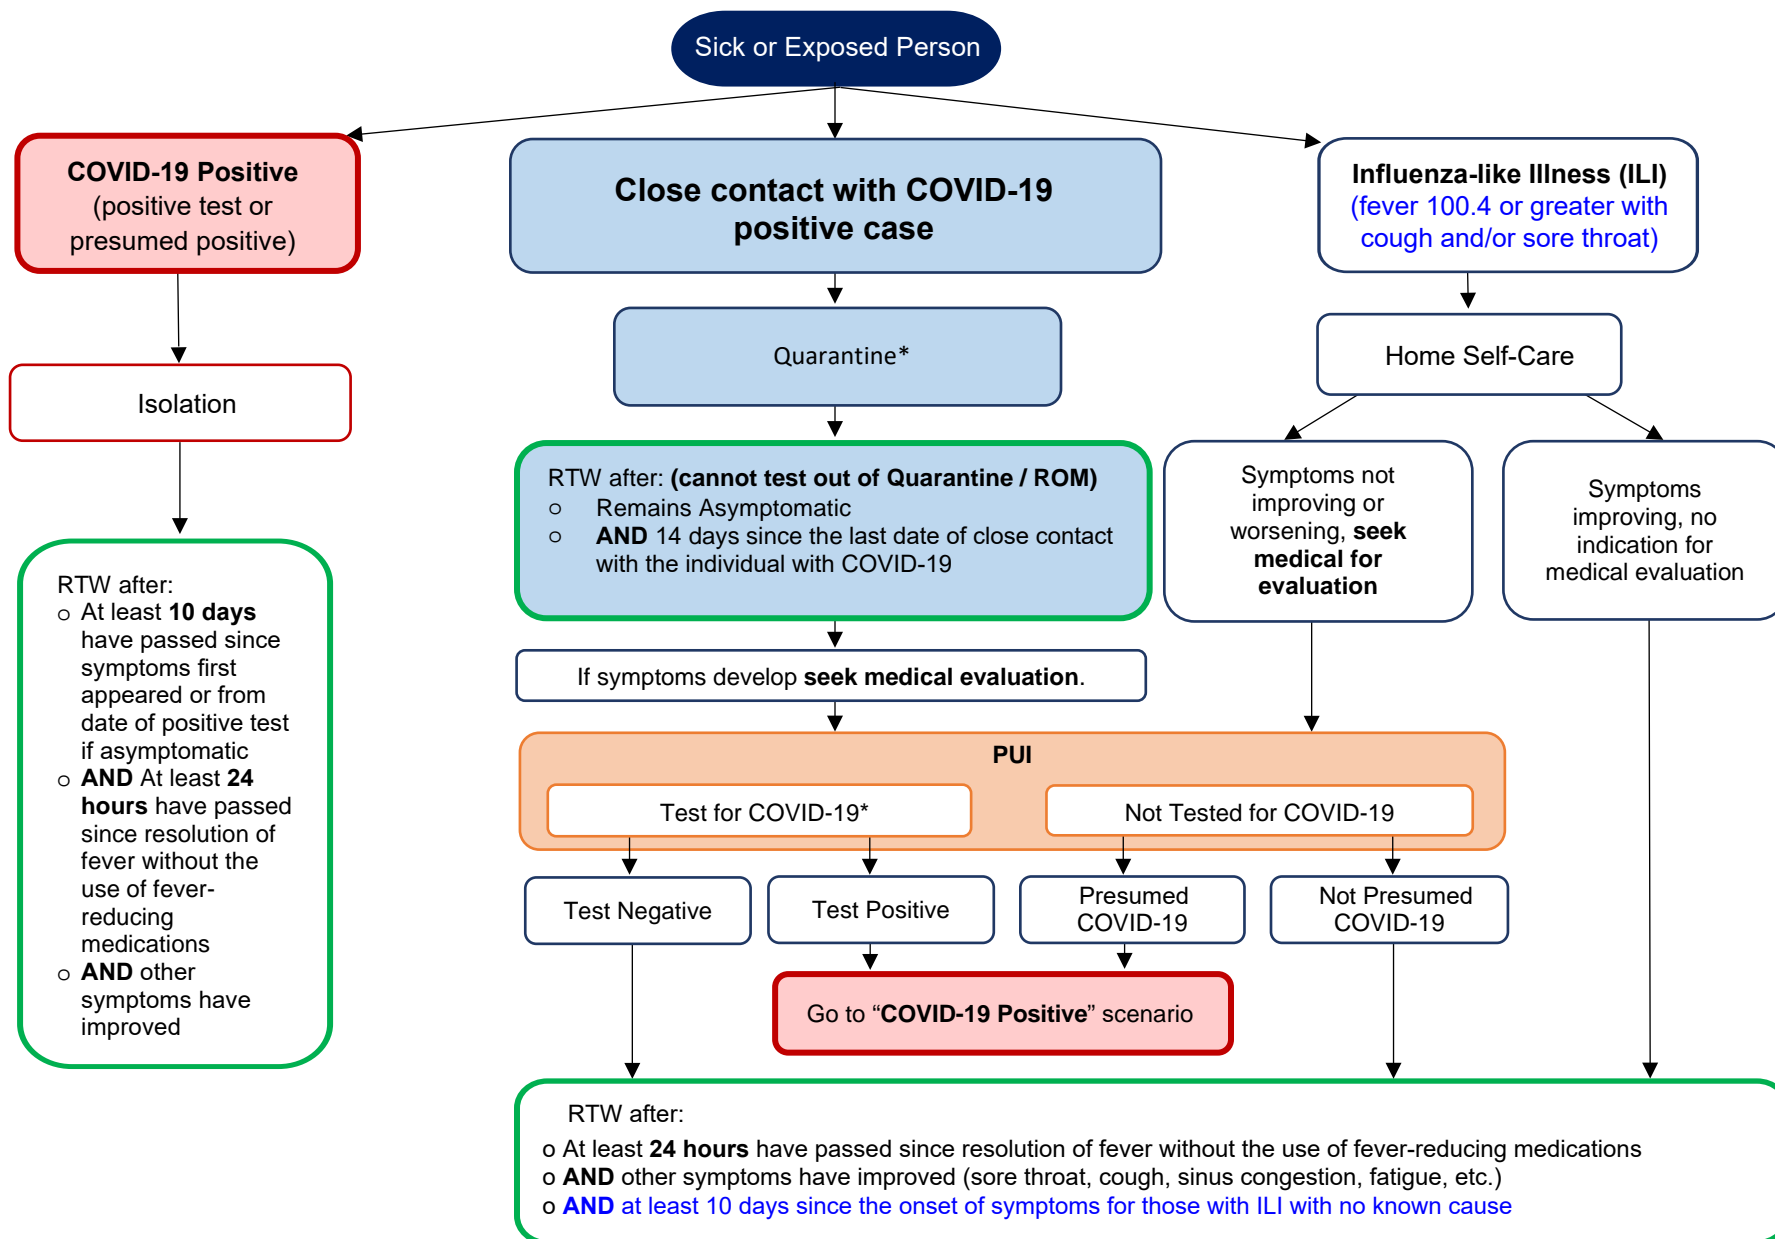 Sick or Exposed Person
COVID-19 Positive
(positive test or
presumed positive)
Close contact with COVID-19
positive case
Influenza-like Illness (ILI)
(fever 100.4 or greater with
cough and/or sore throat)
Isolation
Quarantine*
Home Self-Care
RTW after:
o At least 10 days
have passed since
symptoms first
appeared or from
date of positive test
if asymptomatic
o AND At least 24
hours have passed
since resolution of
fever without the
use of fever-
reducing
medications
o AND other
symptoms have
improved
RTW after: (cannot test out of Quarantine / ROM)
o Remains Asymptomatic
o AND 14 days since the last date of close contact
with the individual with COVID-19
Symptoms not
improving or
worsening, seek
medical for
evaluation
Symptoms
improving, no
indication for
medical evaluation
If symptoms develop seek medical evaluation.
PUI
Test for COVID-19*
Not Tested for COVID-19
Test Negative
Test Positive
Presumed
COVID-19
Not Presumed
COVID-19
Go to “COVID-19 Positive” scenario
RTW after:
o At least 24 hours have passed since resolution of fever without the use of fever-reducing medications
o AND other symptoms have improved (sore throat, cough, sinus congestion, fatigue, etc.)
o AND at least 10 days since the onset of symptoms for those with ILI with no known cause